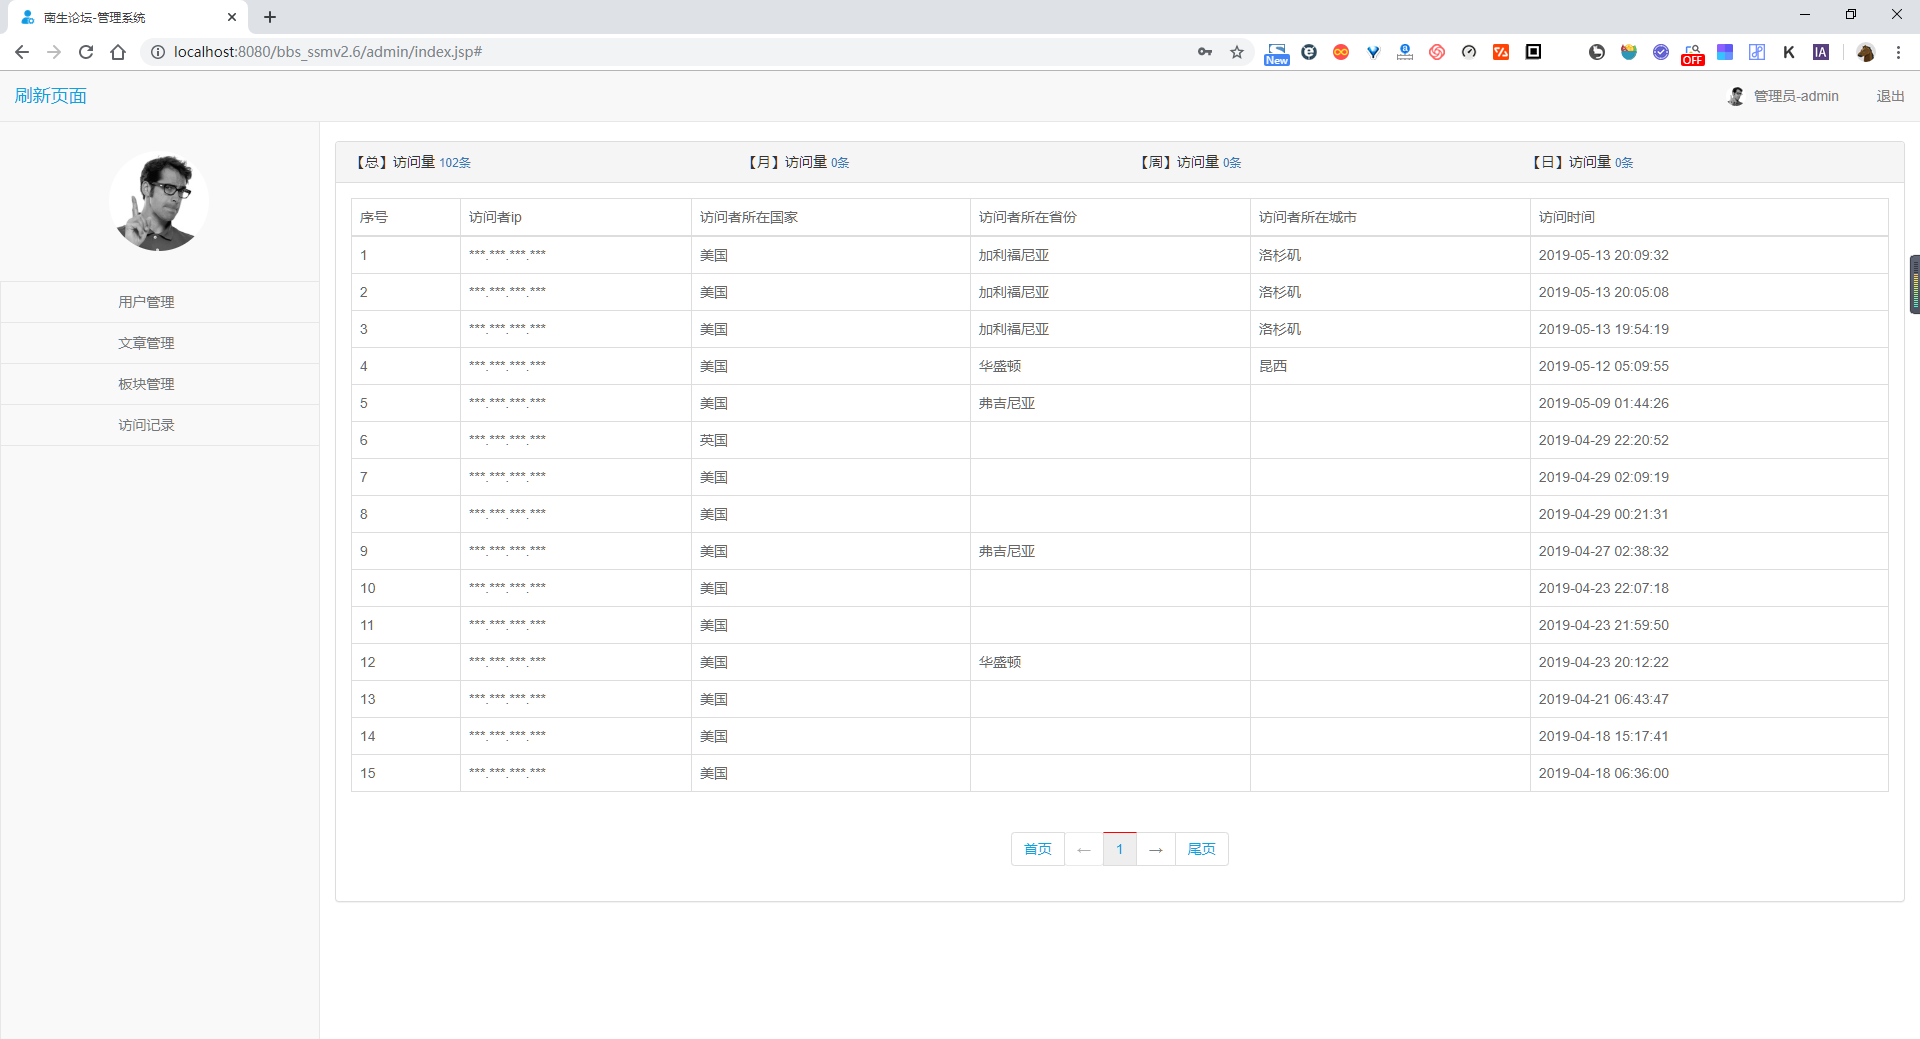 南生论坛-管理系统
localhost:8080/bbs_ssmv2.6/admin/index.jsp#
New
OFF
K
IA
刷新页面
管理员-admin 退出
用户管理
文章管理
板块管理
访问记录
【总】访问量 102条 【月】访问量 0条 【周】访问量 0条 【日】访问量 0条
序号 访问者ip 访问者所在国家 访问者所在省份 访问者所在城市 访问时间
1 ***.***.***.*** 美国 加利福尼亚 洛杉矶 2019-05-13 20:09:32
2 ***.***.***.*** 美国 加利福尼亚 洛杉矶 2019-05-13 20:05:08
3 ***.***.***.*** 美国 加利福尼亚 洛杉矶 2019-05-13 19:54:19
4 ***.***.***.*** 美国 华盛顿 昆西 2019-05-12 05:09:55
5 ***.***.***.*** 美国 弗吉尼亚 2019-05-09 01:44:26
6 ***.***.***.*** 英国 2019-04-29 22:20:52
7 ***.***.***.*** 美国 2019-04-29 02:09:19
8 ***.***.***.*** 美国 2019-04-29 00:21:31
9 ***.***.***.*** 美国 弗吉尼亚 2019-04-27 02:38:32
10 ***.***.***.*** 美国 2019-04-23 22:07:18
11 ***.***.***.*** 美国 2019-04-23 21:59:50
12 ***.***.***.*** 美国 华盛顿 2019-04-23 20:12:22
13 ***.***.***.*** 美国 2019-04-21 06:43:47
14 ***.***.***.*** 美国 2019-04-18 15:17:41
15 ***.***.***.*** 美国 2019-04-18 06:36:00
首页 ← 1 → 尾页